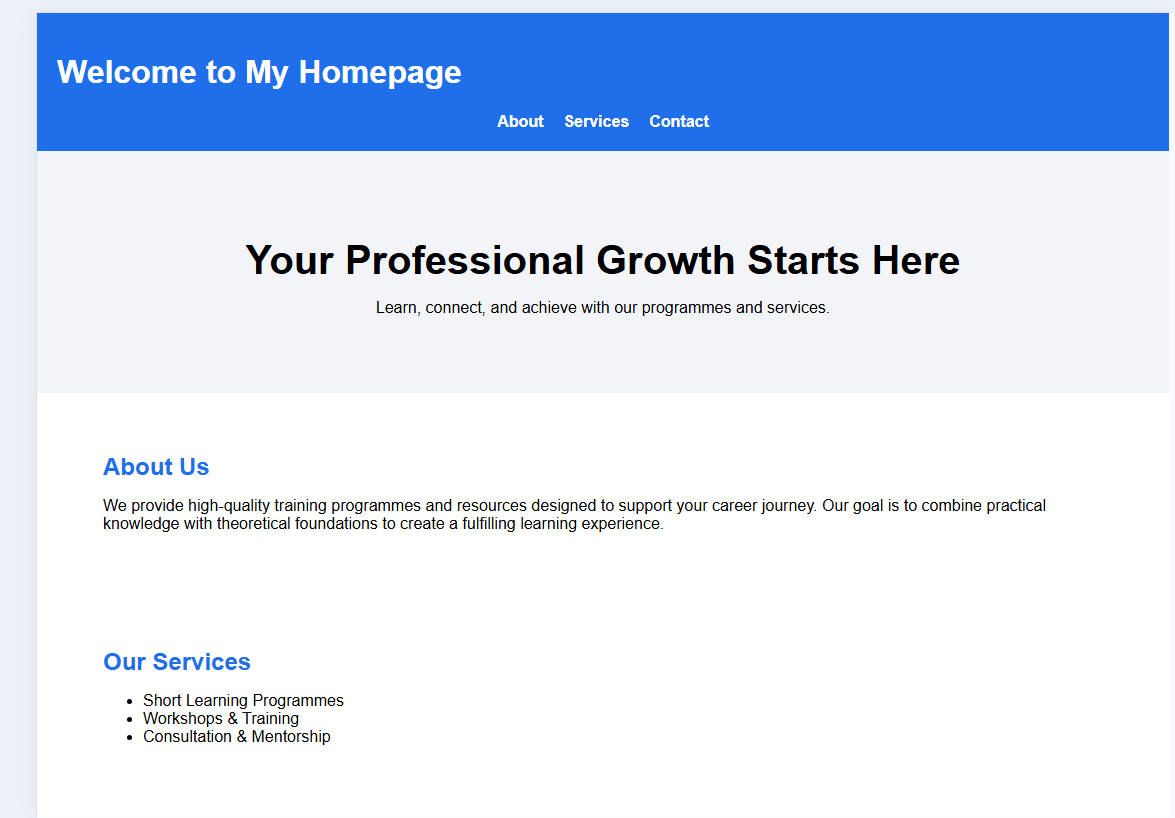 Welcome to My Homepage
About Services Contact
Your Professional Growth Starts Here
Learn, connect, and achieve with our programmes and services.
About Us
We provide high-quality training programmes and resources designed to support your career journey. Our goal is to combine practical
knowledge with theoretical foundations to create a fulfilling learning experience.
Our Services
• Short Learning Programmes
• Workshops & Training
• Consultation & Mentorship